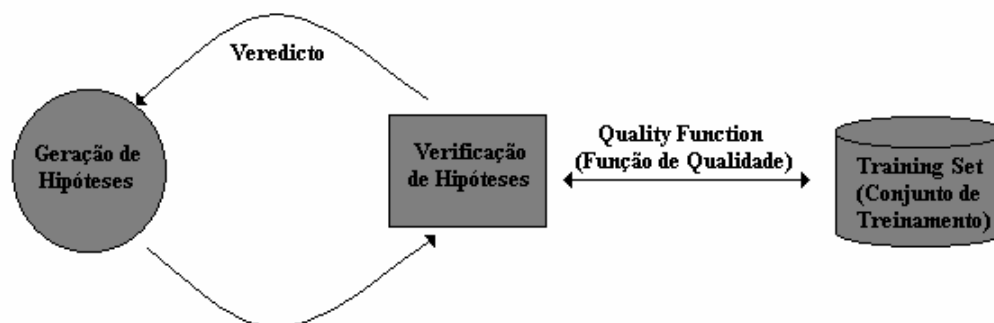 Veredicto
Geração de
Hipóteses
Verificação
de Hipóteses
Quality Function
(Função de Qualidade)
Training Set
(Conjunto de
Treinamento)